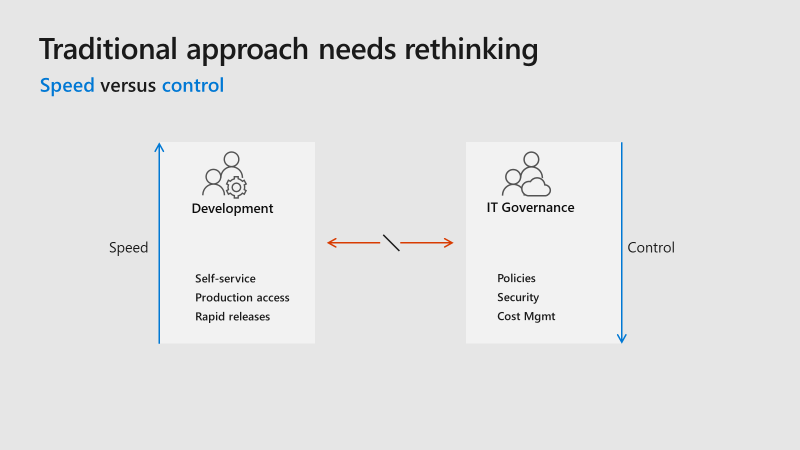 Traditional approach needs rethinking
Speed versus control
Development
IT Governance
Speed
Control
Self-service
Production access
Rapid releases
Policies
Security
Cost Mgmt